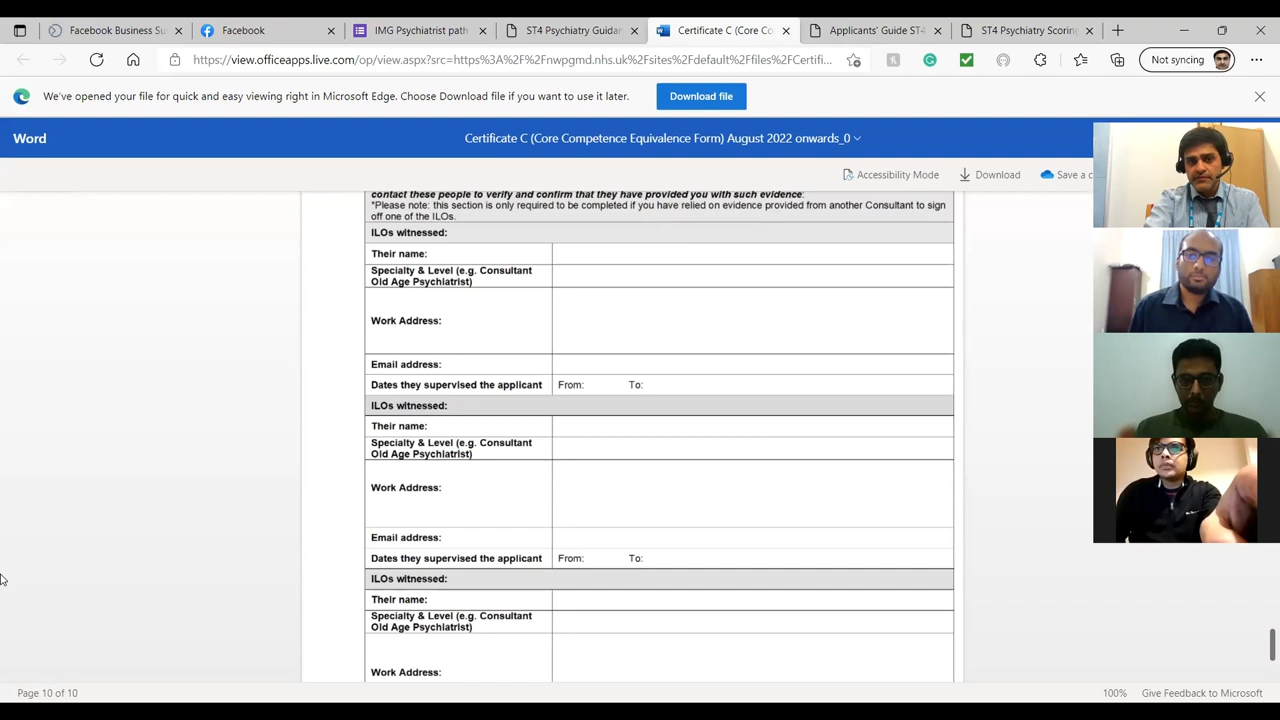 Facebook Business Su
Facebook
IMG Psychiatrist path
ST4 Psychiatry Guidan
Certificate C (Core Co
Applicants' Guide ST4
ST4 Psychiatry Scoring
https://view.officeapps.live.com/op/view.aspx?src=https%3A%2F%2Fnwpgmd.nhs.uk%2Fsites%2Fdefault%2Ffiles%2FCertifi...
Not syncing
We've opened your file for quick and easy viewing right in Microsoft Edge. Choose Download file if you want to use it later.
Download file
Word
Certificate C (Core Competence Equivalence Form) August 2022 onwards_0
Accessibility Mode
Download
Save a c
contact these people to verify and confirm that they have provided you with such evidence:
*Please note: this section is only required to be completed if you have relied on evidence provided from another Consultant to sign
off one of the ILOs.
ILOs witnessed:
Their name:
Specialty & Level (e.g. Consultant
Old Age Psychiatrist)
Work Address:
Email address:
Dates they supervised the applicant From: To:
ILOs witnessed:
Their name:
Specialty & Level (e.g. Consultant
Old Age Psychiatrist)
Work Address:
Email address:
Dates they supervised the applicant From: To:
ILOs witnessed:
Their name:
Specialty & Level (e.g. Consultant
Old Age Psychiatrist)
Work Address:
Page 10 of 10
100%
Give Feedback to Microsoft